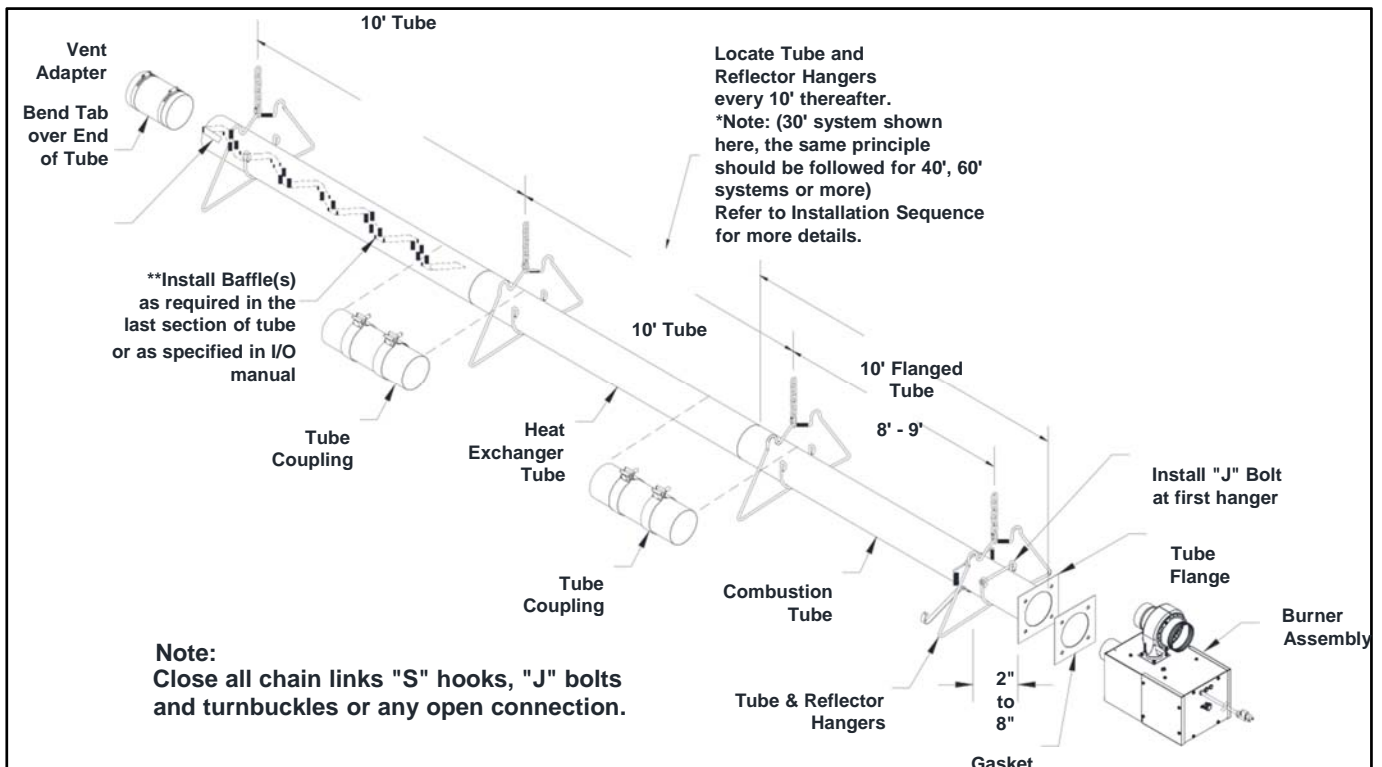 10' Tube
Vent
Adapter
Bend Tab
over End
of Tube
Locate Tube and
Reflector Hangers
every 10' thereafter.
*Note: (30' system shown
here, the same principle
should be followed for 40', 60'
systems or more)
Refer to Installation Sequence
for more details.
**Install Baffle(s)
as required in the
last section of tube
or as specified in I/O
manual
10' Tube
10' Flanged
Tube
8' - 9'
Tube
Coupling
Heat
Exchanger
Tube
Install "J" Bolt
at first hanger
Tube
Coupling
Combustion
Tube
Tube
Flange
Burner
Assembly
Note:
Close all chain links "S" hooks, "J" bolts
and turnbuckles or any open connection.
Tube & Reflector
Hangers
2"
to
8"
Gasket